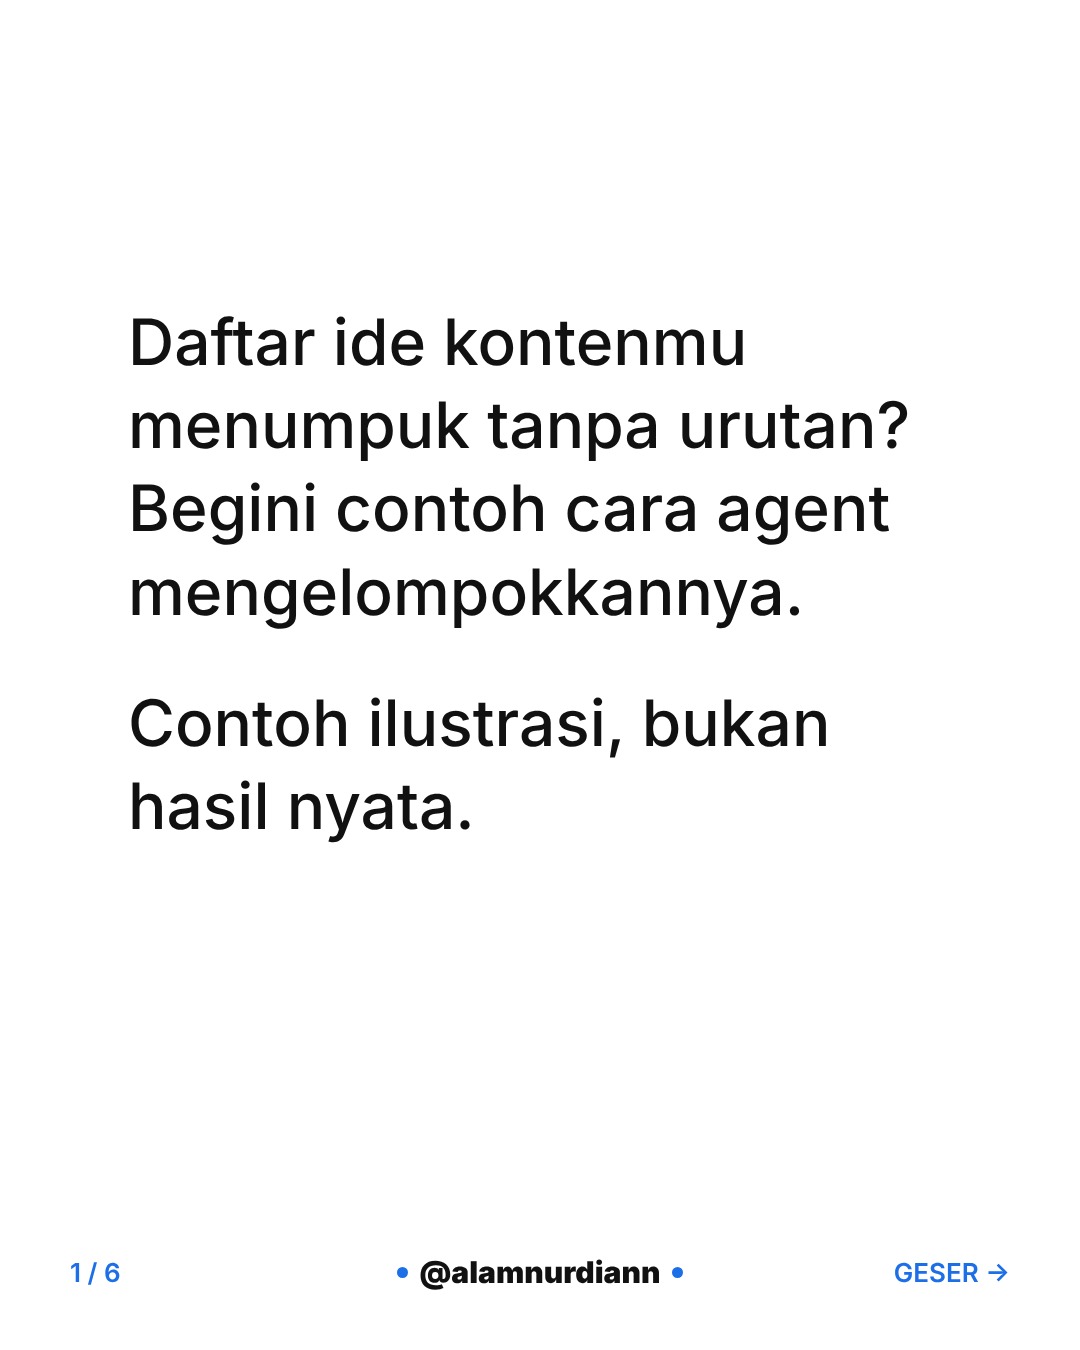 Daftar ide kontenmu
menumpuk tanpa urutan?
Begini contoh cara agent
mengelompokkannya.
Contoh ilustrasi, bukan
hasil nyata.
1 / 6
• @alamnurdiann •
GESER →